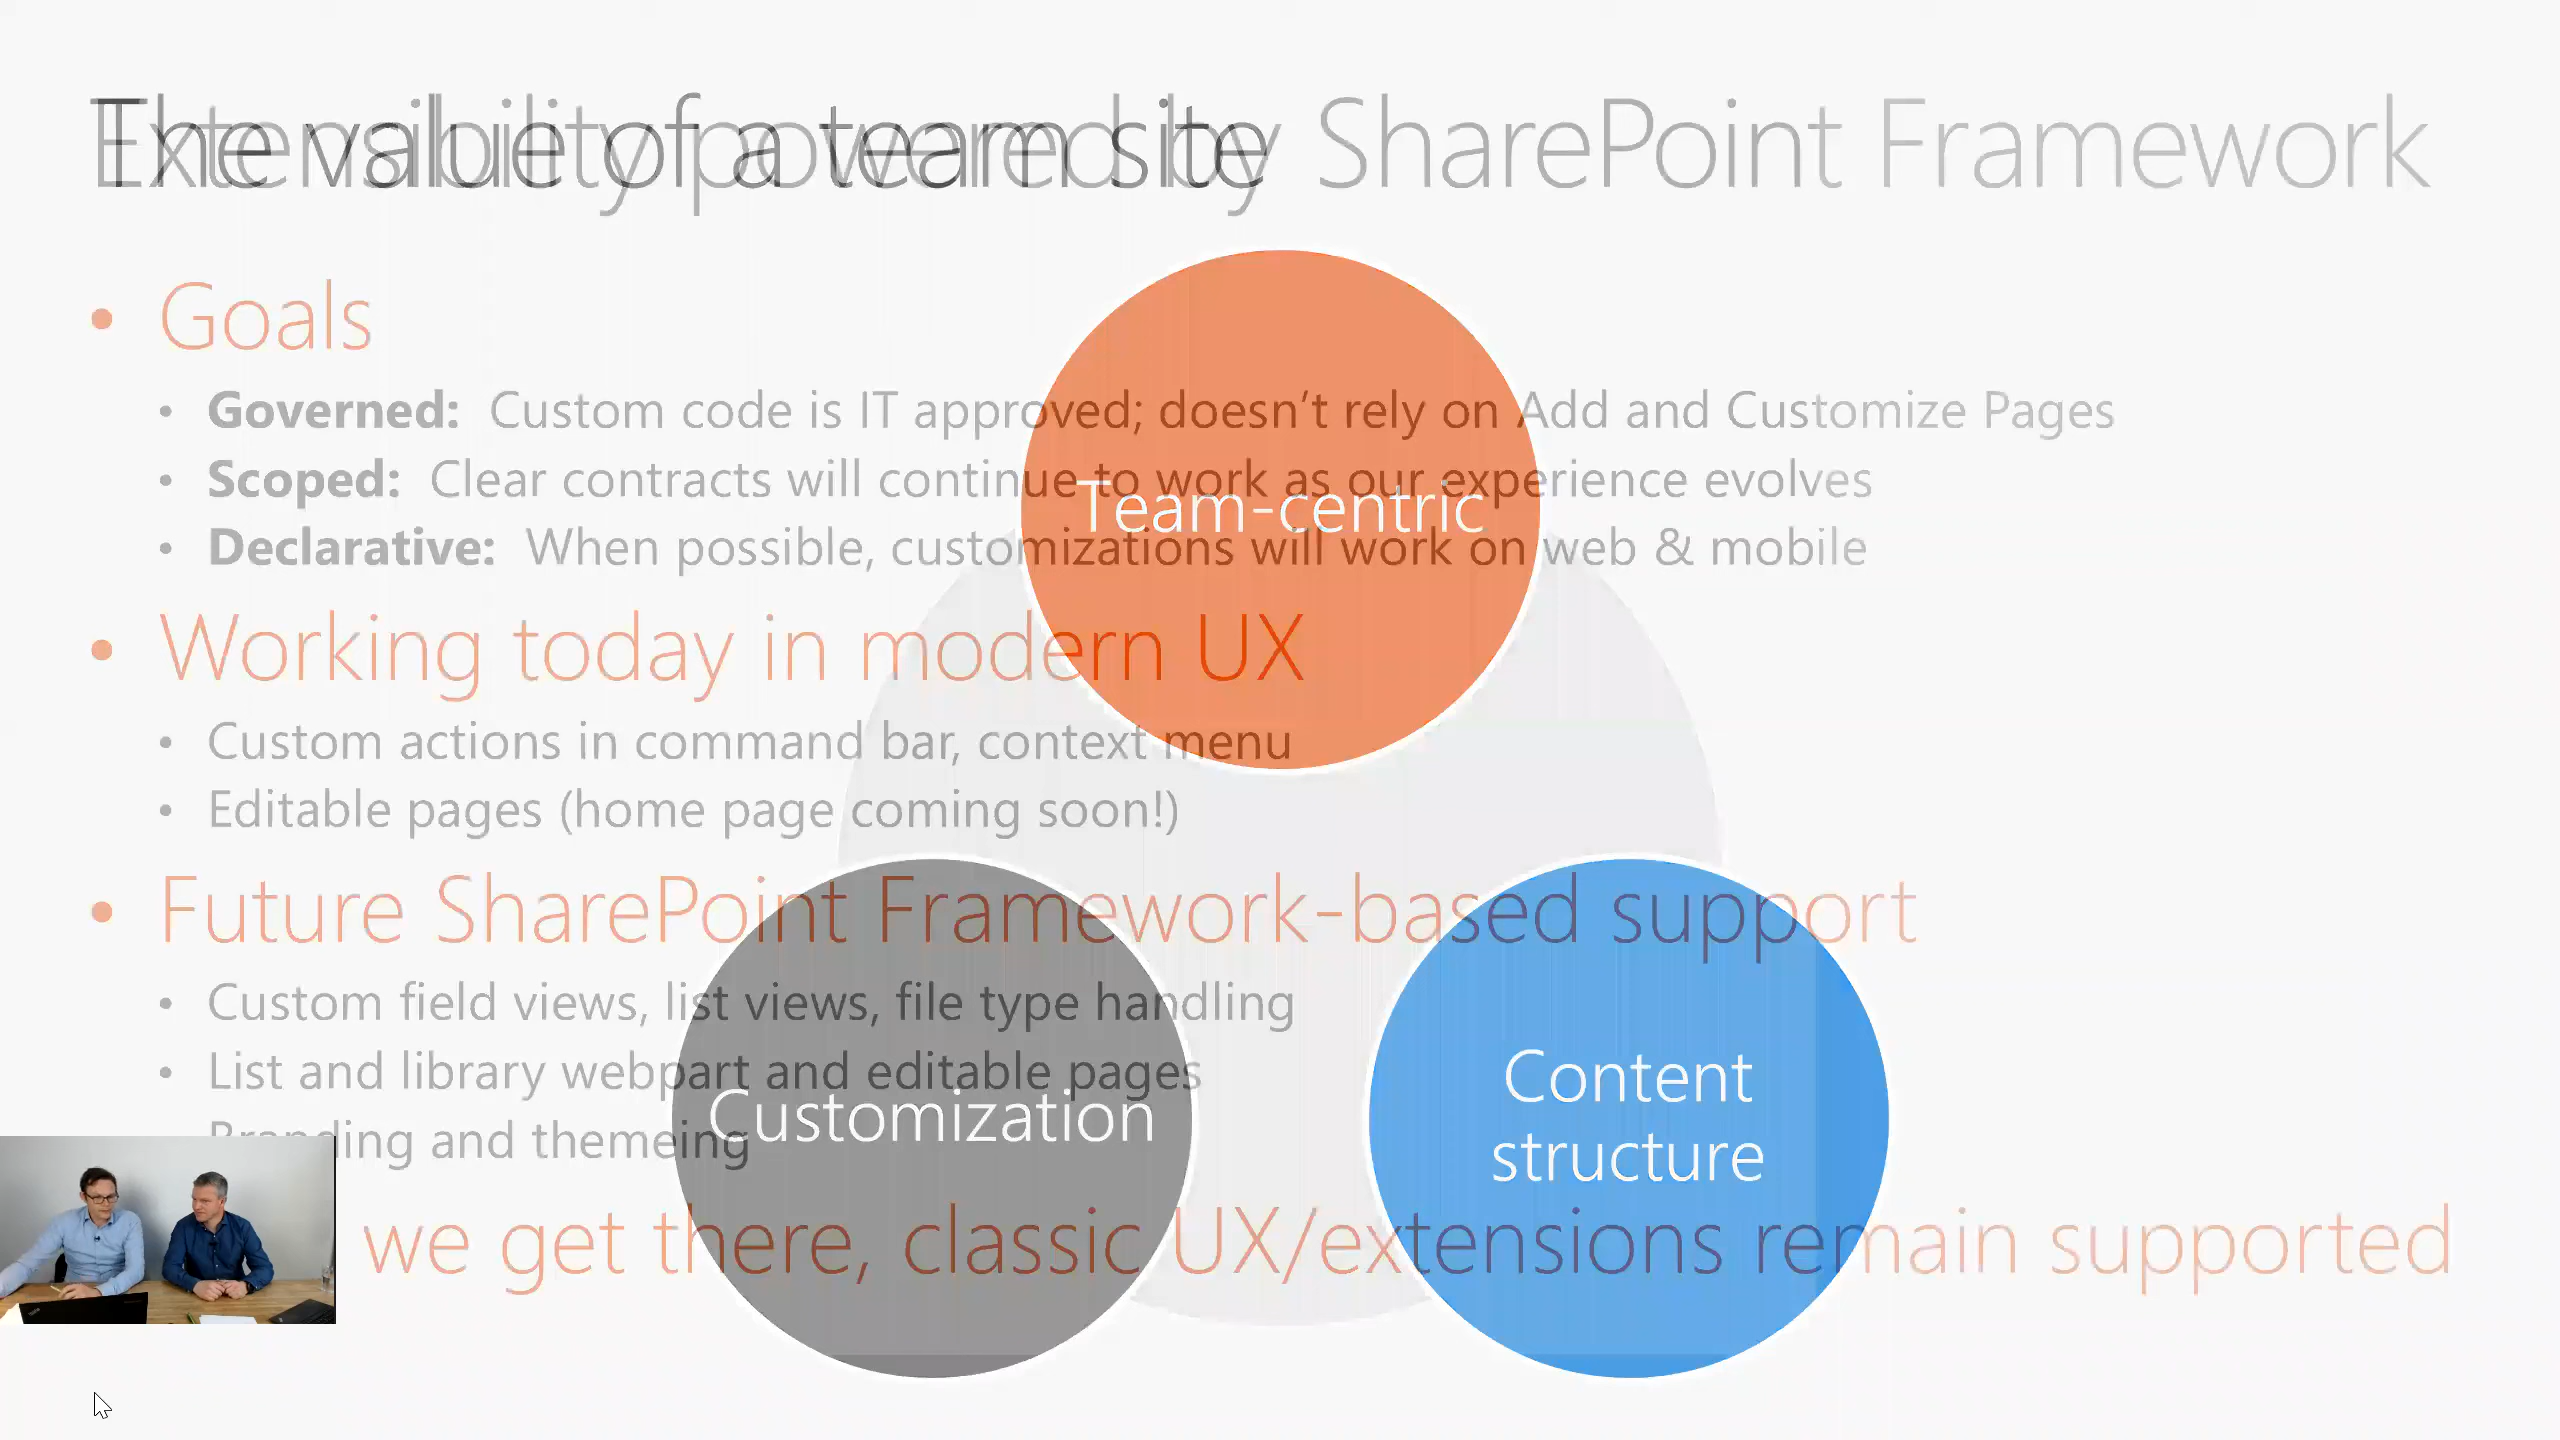 The value of a team site
Extensibility powered by SharePoint Framework
• Goals
• Governed: Custom code is IT approved; doesn't rely on Add and Customize Pages
• Scoped: Clear contracts will continue to work as our experience evolves
• Declarative: When possible, customizations will work on web & mobile
• Working today in modern UX
• Custom actions in command bar, context menu
• Editable pages (home page coming soon!)
• Future SharePoint Framework-based support
• Custom field views, list views, file type handling
• List and library webpart and editable pages
Branding and themeing
we get there, classic UX/extensions remain supported
Team-centric
Customization
Content
structure